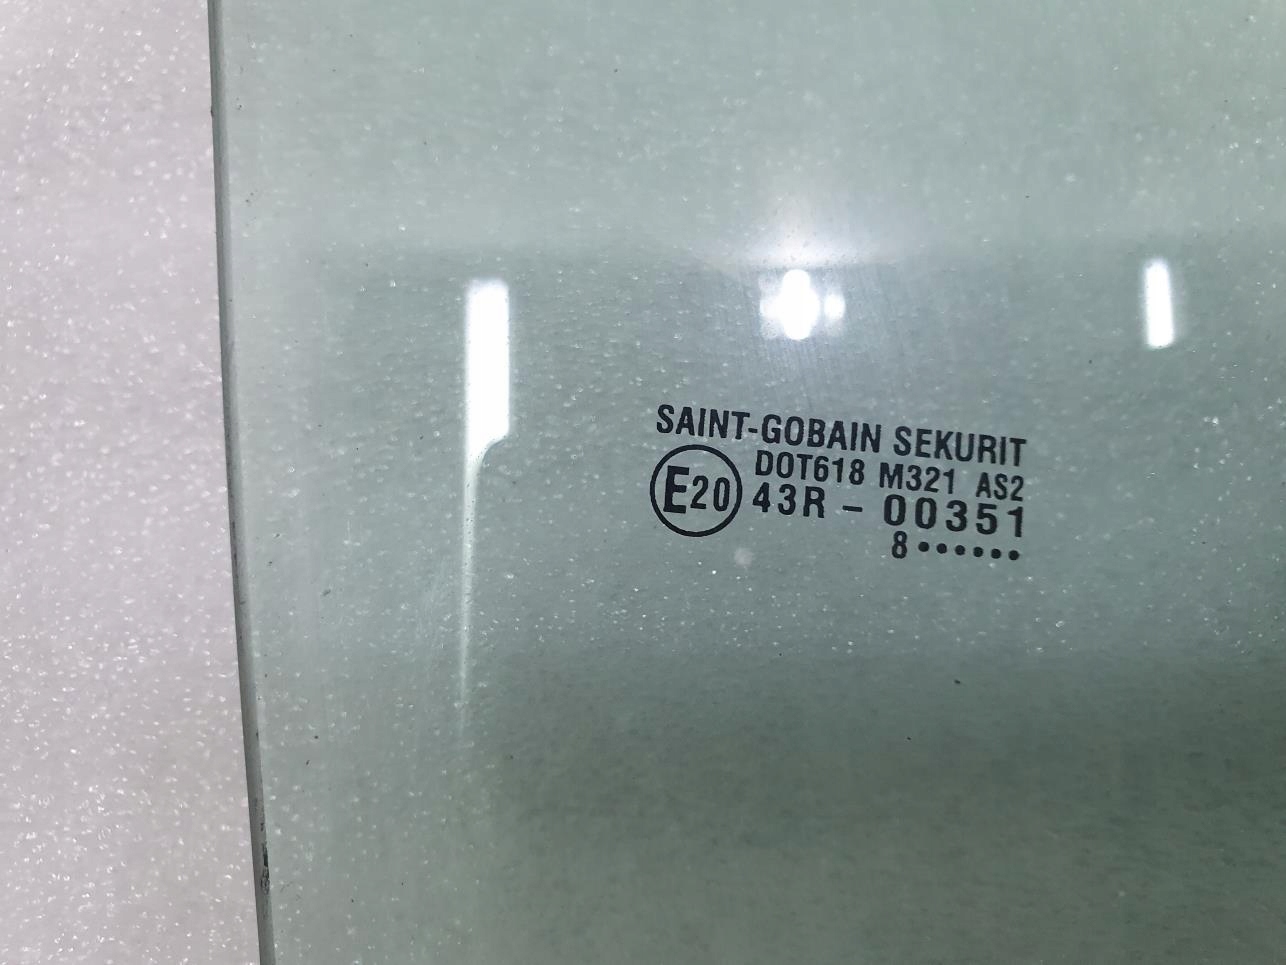 SAINT-GOBAIN SEKURIT
DOT618 M321 AS2
E20 43R - 00351
8••••••